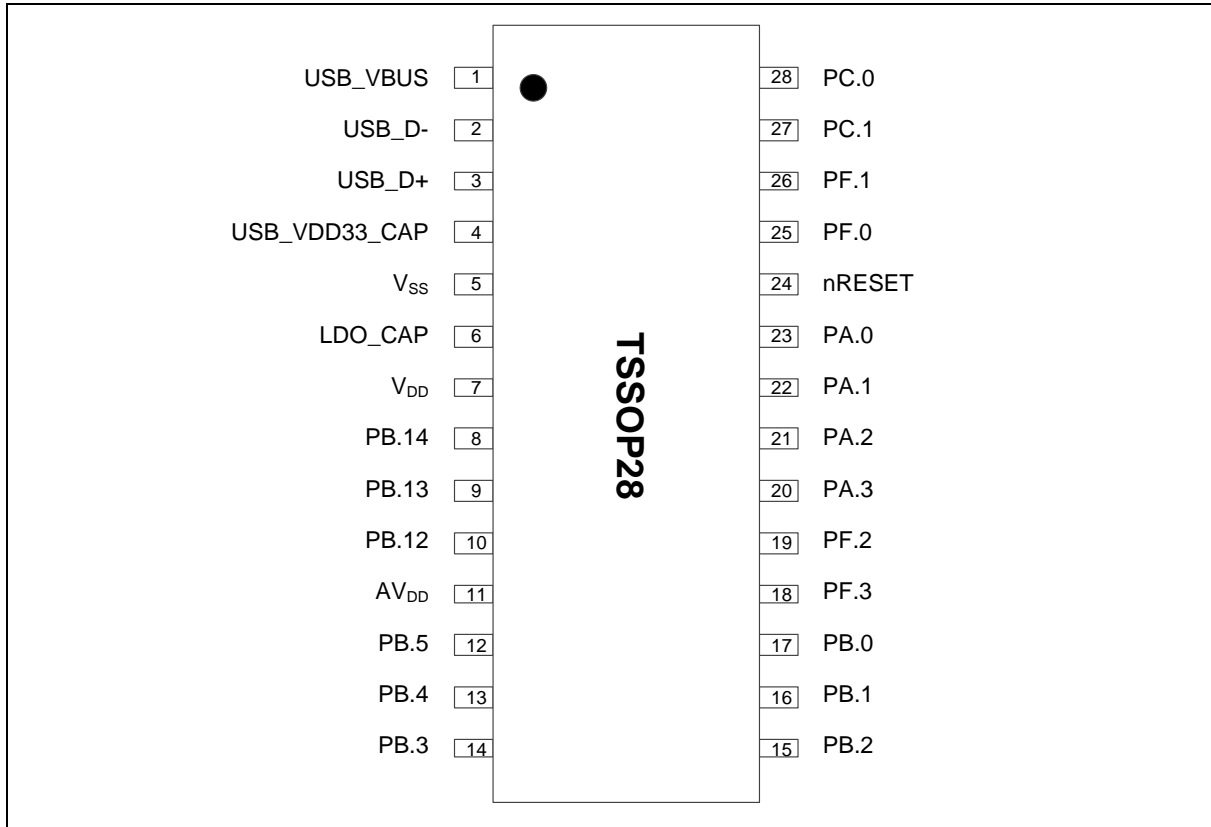 USB_VBUS 1 28 PC.0
USB_D- 2 27 PC.1
USB_D+ 3 26 PF.1
USB_VDD33_CAP 4 25 PF.0
VSS 5 24 nRESET
LDO_CAP 6 23 PA.0
VDD 7 22 PA.1
PB.14 8 21 PA.2
PB.13 9 20 PA.3
PB.12 10 19 PF.2
AVDD 11 18 PF.3
PB.5 12 17 PB.0
PB.4 13 16 PB.1
PB.3 14 15 PB.2
TSSOP28